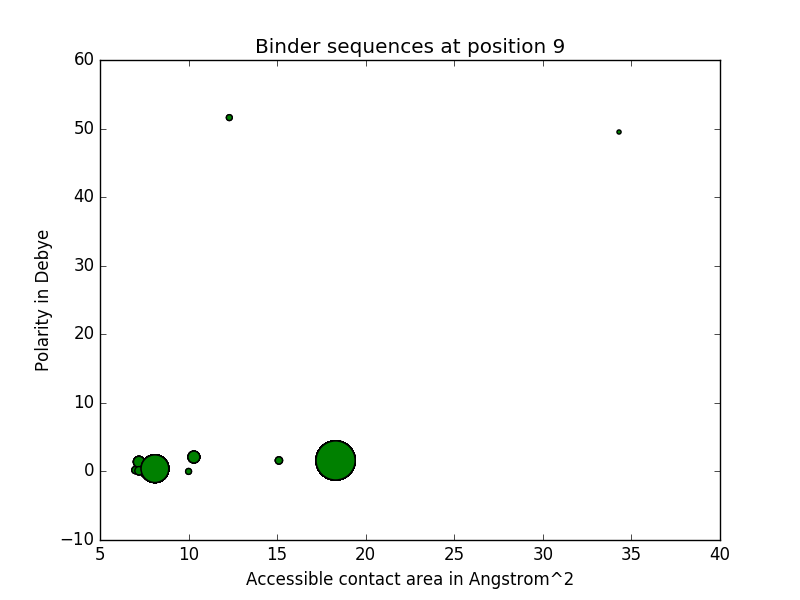 Binder sequences at position 9
60
50
40
30
20
10
0
−10
Polarity in Debye
5 10 15 20 25 30 35 40
Accessible contact area in Angstrom^2